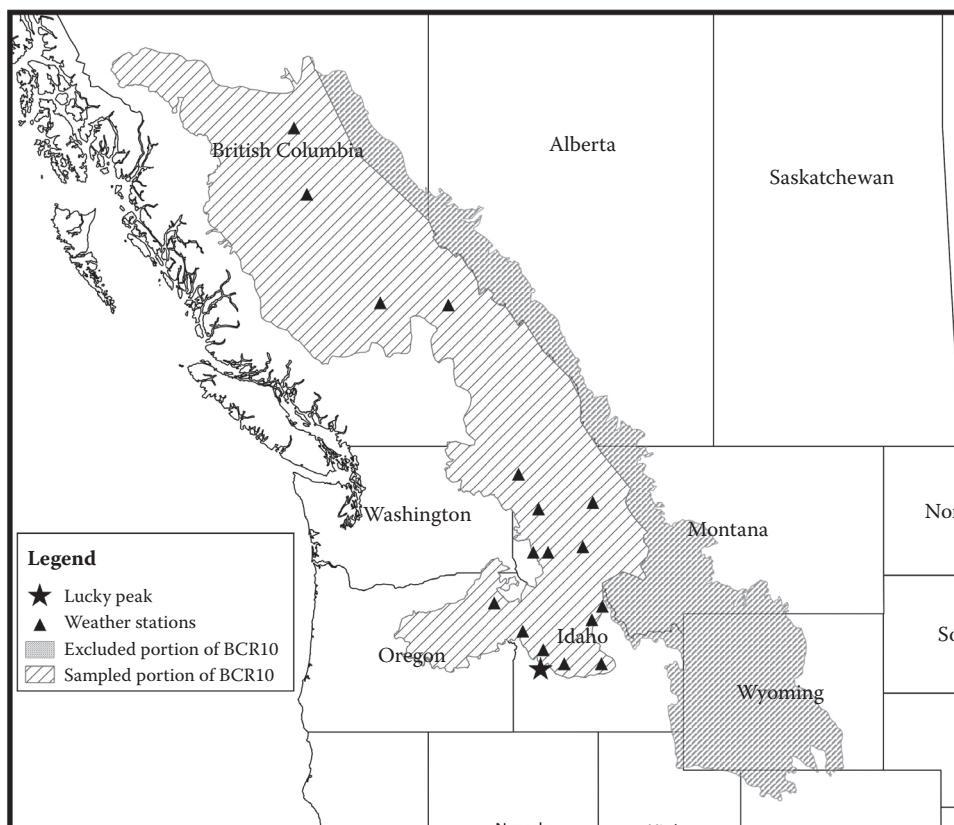 British Columbia
Alberta
Saskatchewan
Washington
Montana
Legend
Lucky peak
Weather stations
Excluded portion of BCR10
Sampled portion of BCR10
Oregon
Idaho
Wyoming